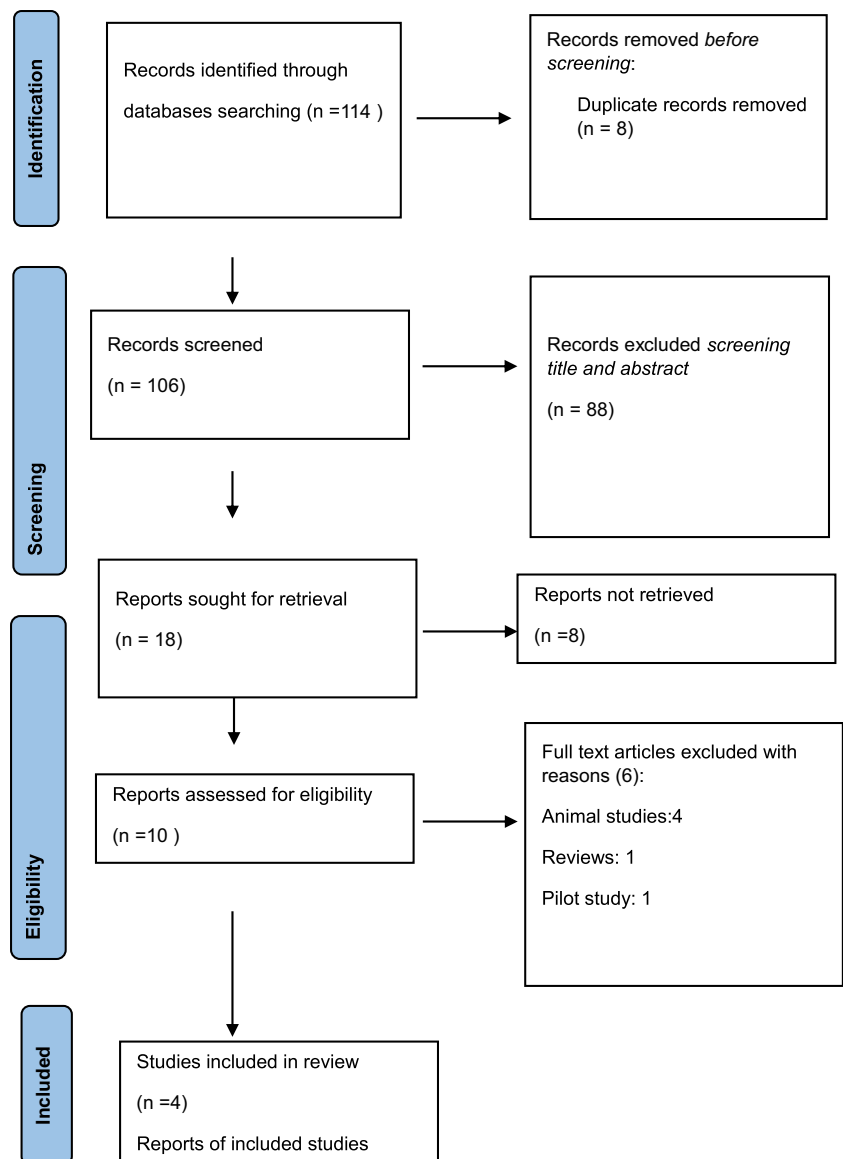 Identification
Records identified through
databases searching (n =114 )
Records removed before
screening:
Duplicate records removed
(n = 8)
Screening
Records screened
(n = 106)
Records excluded screening
title and abstract
(n = 88)
Reports sought for retrieval
(n = 18)
Reports not retrieved
(n =8)
Eligibility
Reports assessed for eligibility
(n =10 )
Full text articles excluded with
reasons (6):
Animal studies:4
Reviews: 1
Pilot study: 1
Included
Studies included in review
(n =4)
Reports of included studies